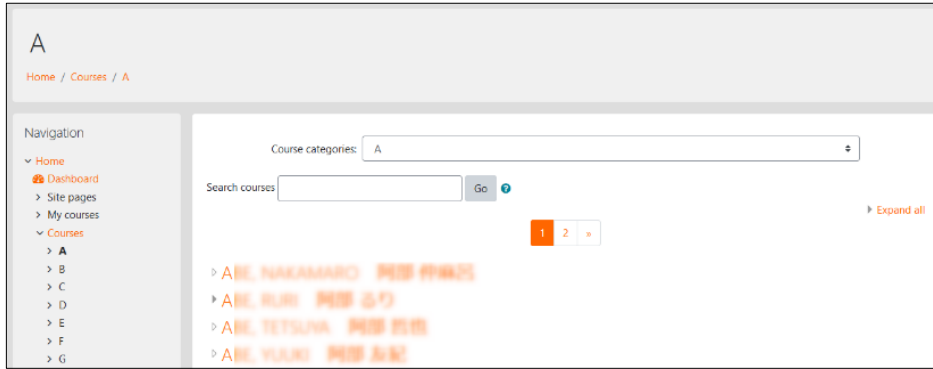 A
Home / Courses / A
Navigation
Home
Dashboard
Site pages
My courses
Courses
A
B
C
D
E
F
G
Course categories: A
Search courses Go ?
Expand all
1 2 »
A
A
A
A